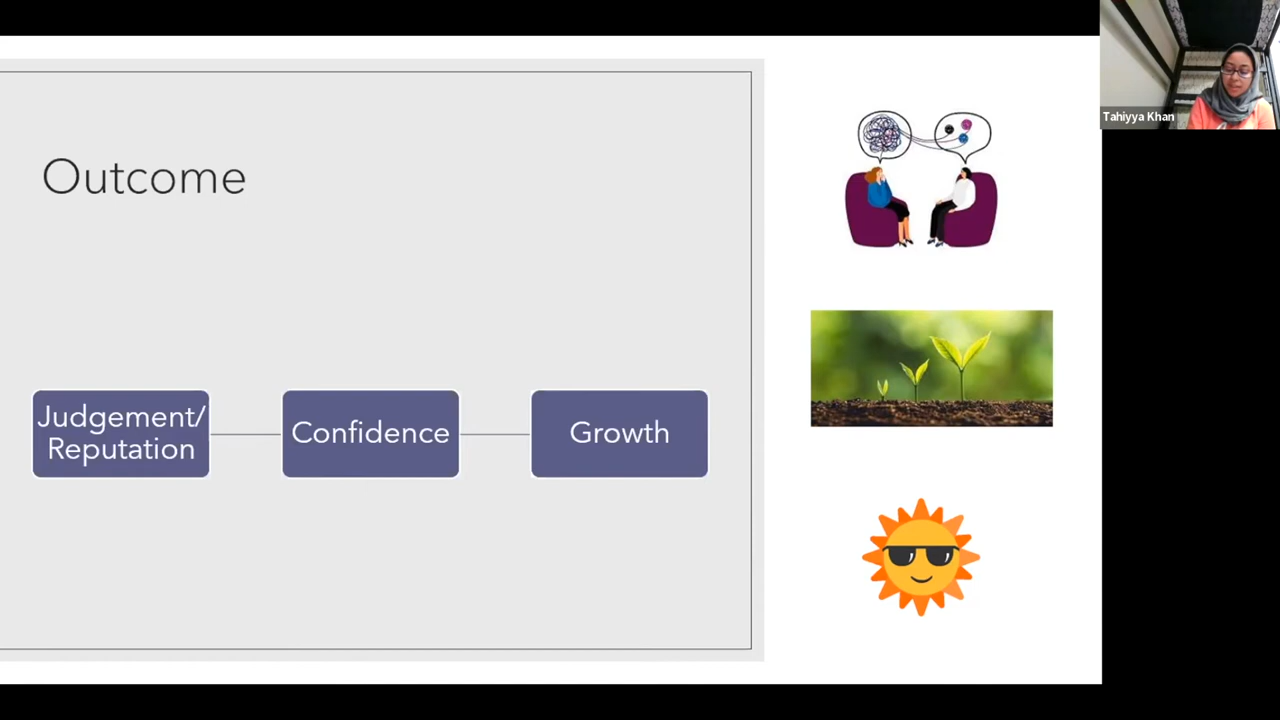 Outcome
Judgement/
Reputation
Confidence
Growth
Tahiyya Khan